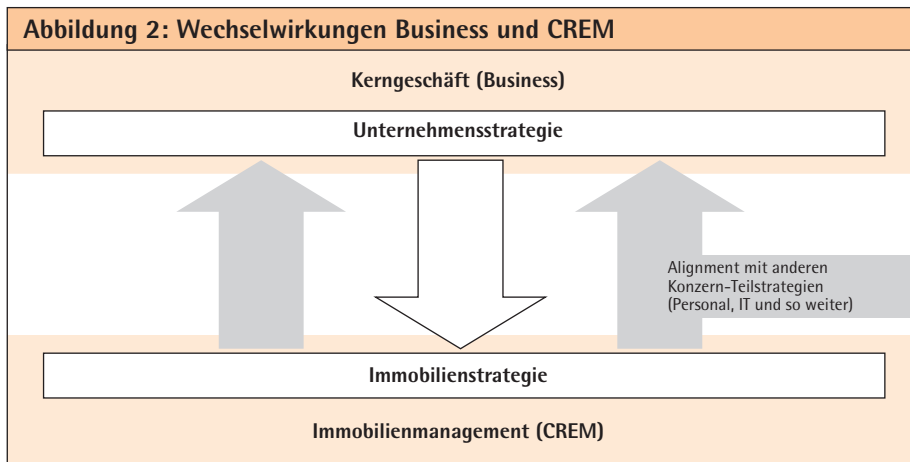 Abbildung 2: Wechselwirkungen Business und CREM
Kerngeschäft (Business)
Unternehmensstrategie
Alignment mit anderen
Konzern-Teilstrategien
(Personal, IT und so weiter)
Immobilienstrategie
Immobilienmanagement (CREM)